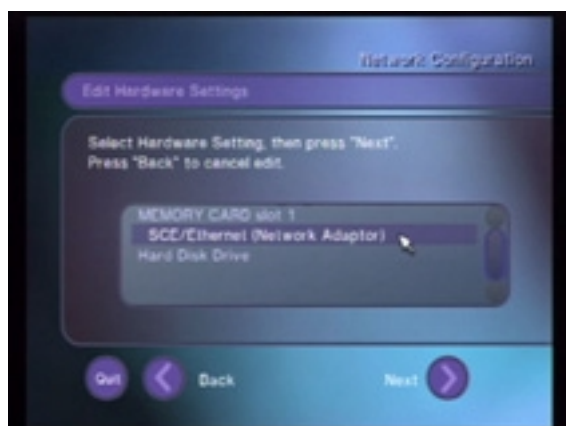 Network Configuration
Edit Hardware Settings
Select Hardware Setting, then press "Next".
Press "Back" to cancel edit.
MEMORY CARD slot 1
SCE/Ethernet (Network Adaptor)
Hard Disk Drive
Quit
Back
Next